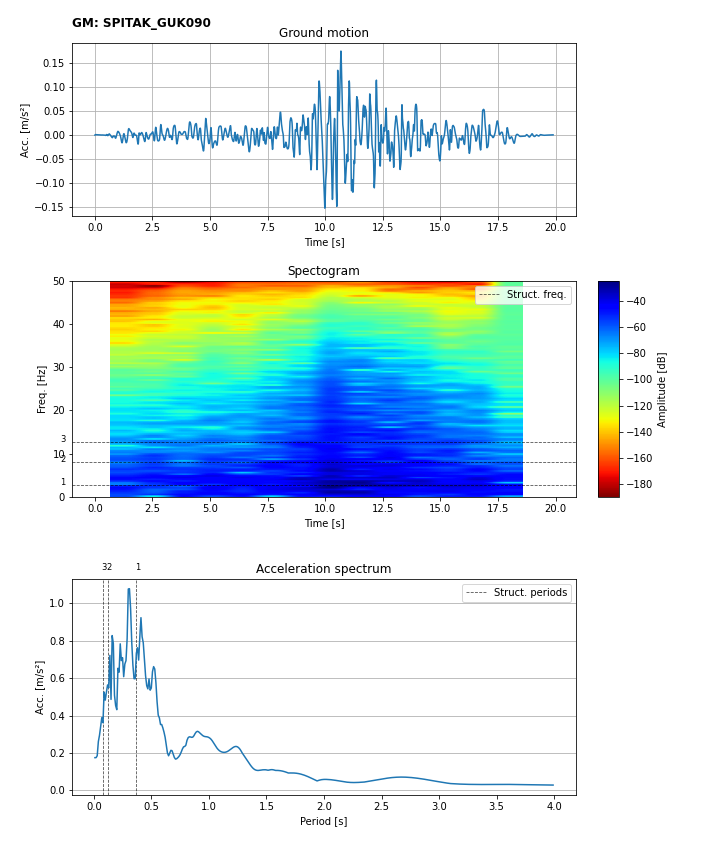 GM: SPITAK_GUK090
Ground motion
0.15
0.10
0.05
0.00
−0.05
−0.10
−0.15
Acc. [m/s²]
0.0 2.5 5.0 7.5 10.0 12.5 15.0 17.5 20.0
Time [s]
Spectogram
Struct. freq.
50
40
30
20
10
0
3
2
1
Freq. [Hz]
0.0 2.5 5.0 7.5 10.0 12.5 15.0 17.5 20.0
Time [s]
−40
−60
−80
−100
−120
−140
−160
−180
Amplitude [dB]
32 1
Acceleration spectrum
Struct. periods
1.0
0.8
0.6
0.4
0.2
0.0
Acc. [m/s²]
0.0 0.5 1.0 1.5 2.0 2.5 3.0 3.5 4.0
Period [s]